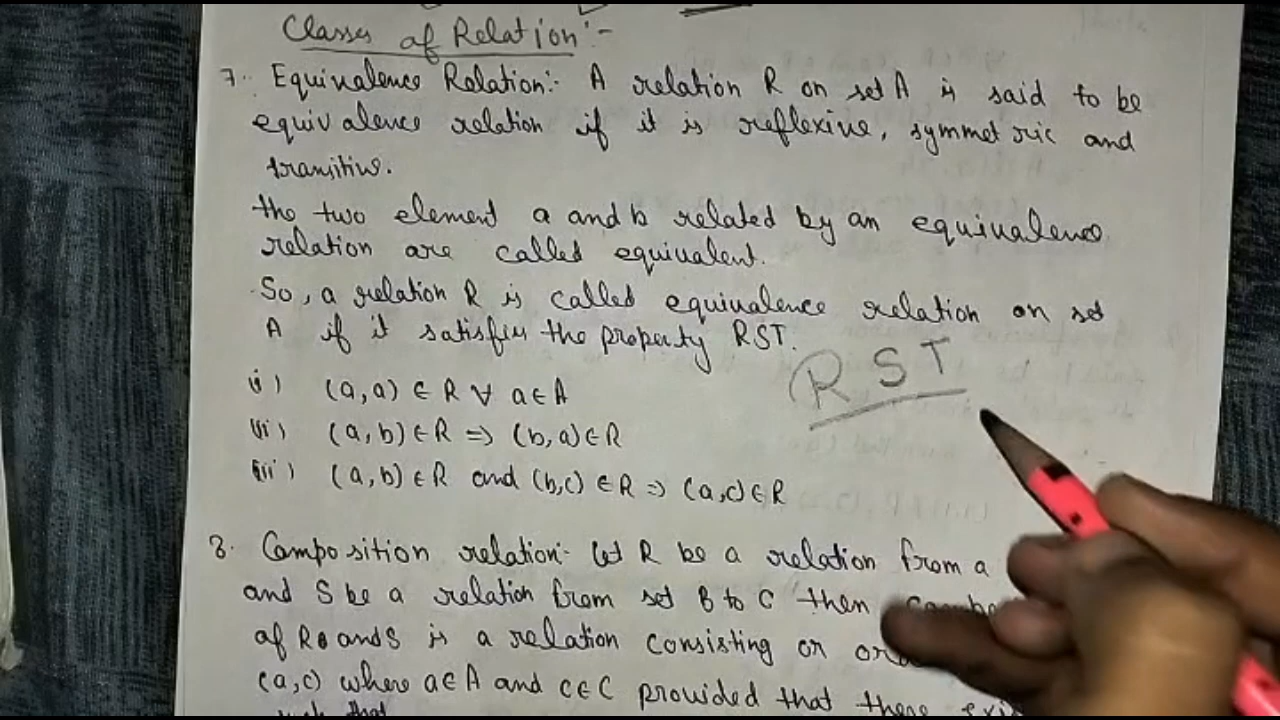 Classes of Relation :-
7. Equivalence Relation :- A relation R on set A is said to be
equivalence relation if it is reflexive, symmetric and
transitive.
the two element a and b related by an equivalence
relation are called equivalent.
So, a relation R is called equivalence relation on set
A if it satisfies the property RST.
RST
i) (a,a) ∈ R ∀ a ∈ A
(ii) (a,b) ∈ R => (b,a) ∈ R
(iii) (a,b) ∈ R and (b,c) ∈ R => (a,c) ∈ R
8. Composition relation :- let R be a relation from a
and S be a relation from set B to C then
of R and S is a relation consisting or
(a,c) where a ∈ A and c ∈ C provided that there
such that